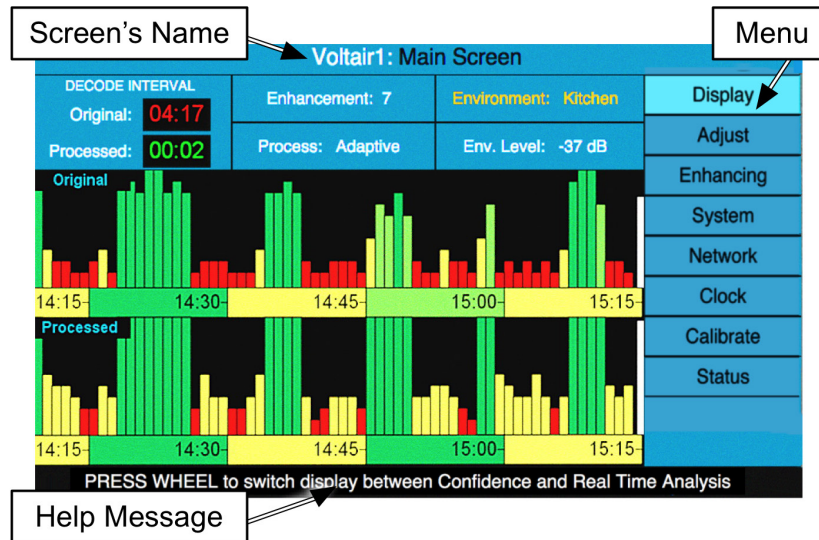 Screen's Name
Menu
Voltair1: Main Screen
DECODE INTERVAL
Original: 04:17
Processed: 00:02
Enhancement: 7
Environment: Kitchen
Process: Adaptive
Env. Level: -37 dB
Display
Adjust
Enhancing
System
Network
Clock
Calibrate
Status
Original
14:15 14:30 14:45 15:00 15:15
Processed
14:15 14:30 14:45 15:00 15:15
PRESS WHEEL to switch display between Confidence and Real Time Analysis
Help Message